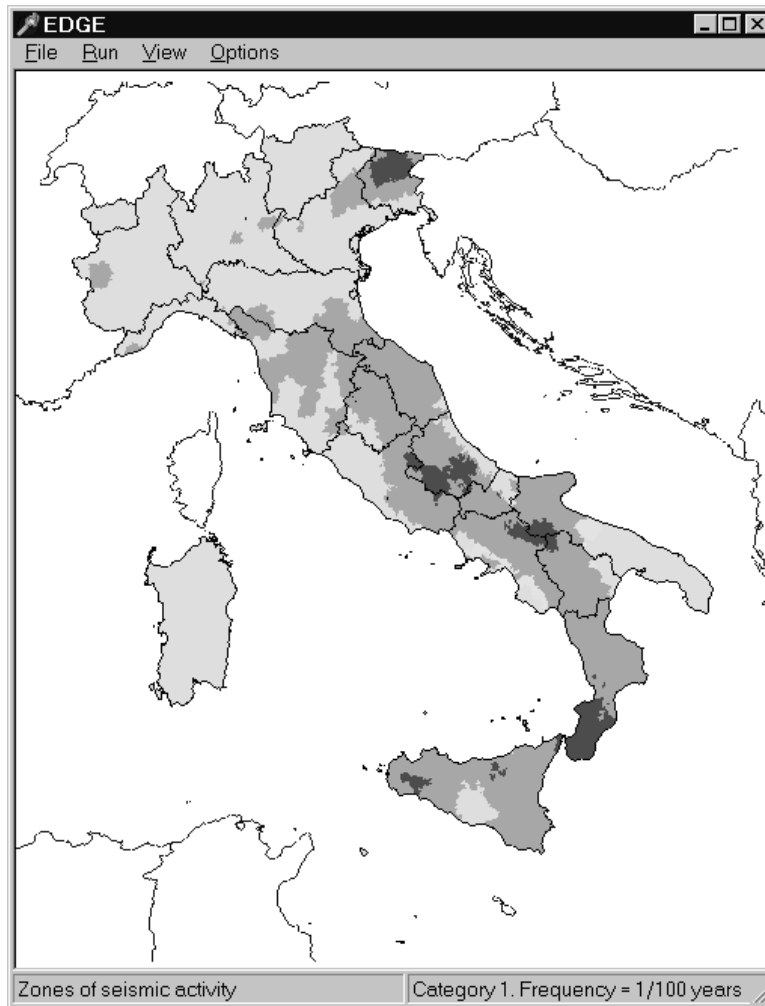 EDGE
File Run View Options
Zones of seismic activity
Category 1. Frequency = 1/100 years